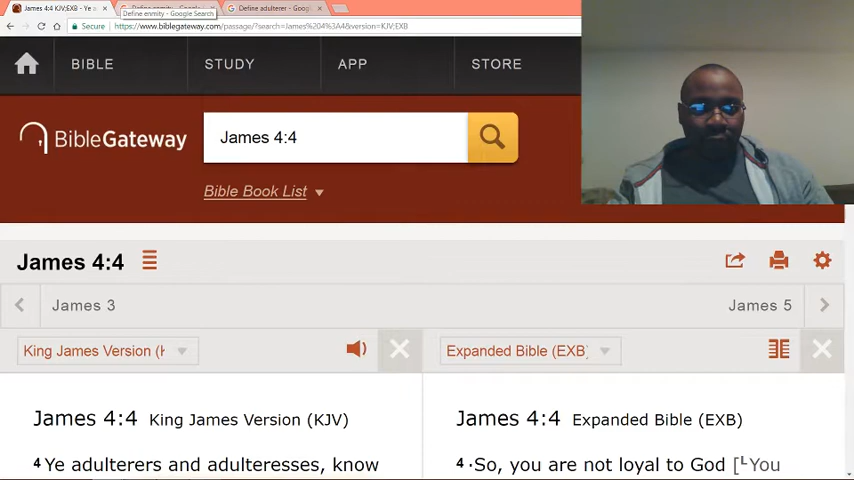 James 4:4 KJV;EXB - Ye a
Define enmity - Google Search
Define adulterer - Goog
Secure https://www.biblegateway.com/passage/?search=James%204%3A4&version=KJV;EXB
BIBLE STUDY APP STORE
BibleGateway James 4:4
Bible Book List
James 4:4
James 3 James 5
King James Version (K Expanded Bible (EXB)
James 4:4 King James Version (KJV) James 4:4 Expanded Bible (EXB)
4 Ye adulterers and adulteresses, know 4 ·So, you are not loyal to God [L You